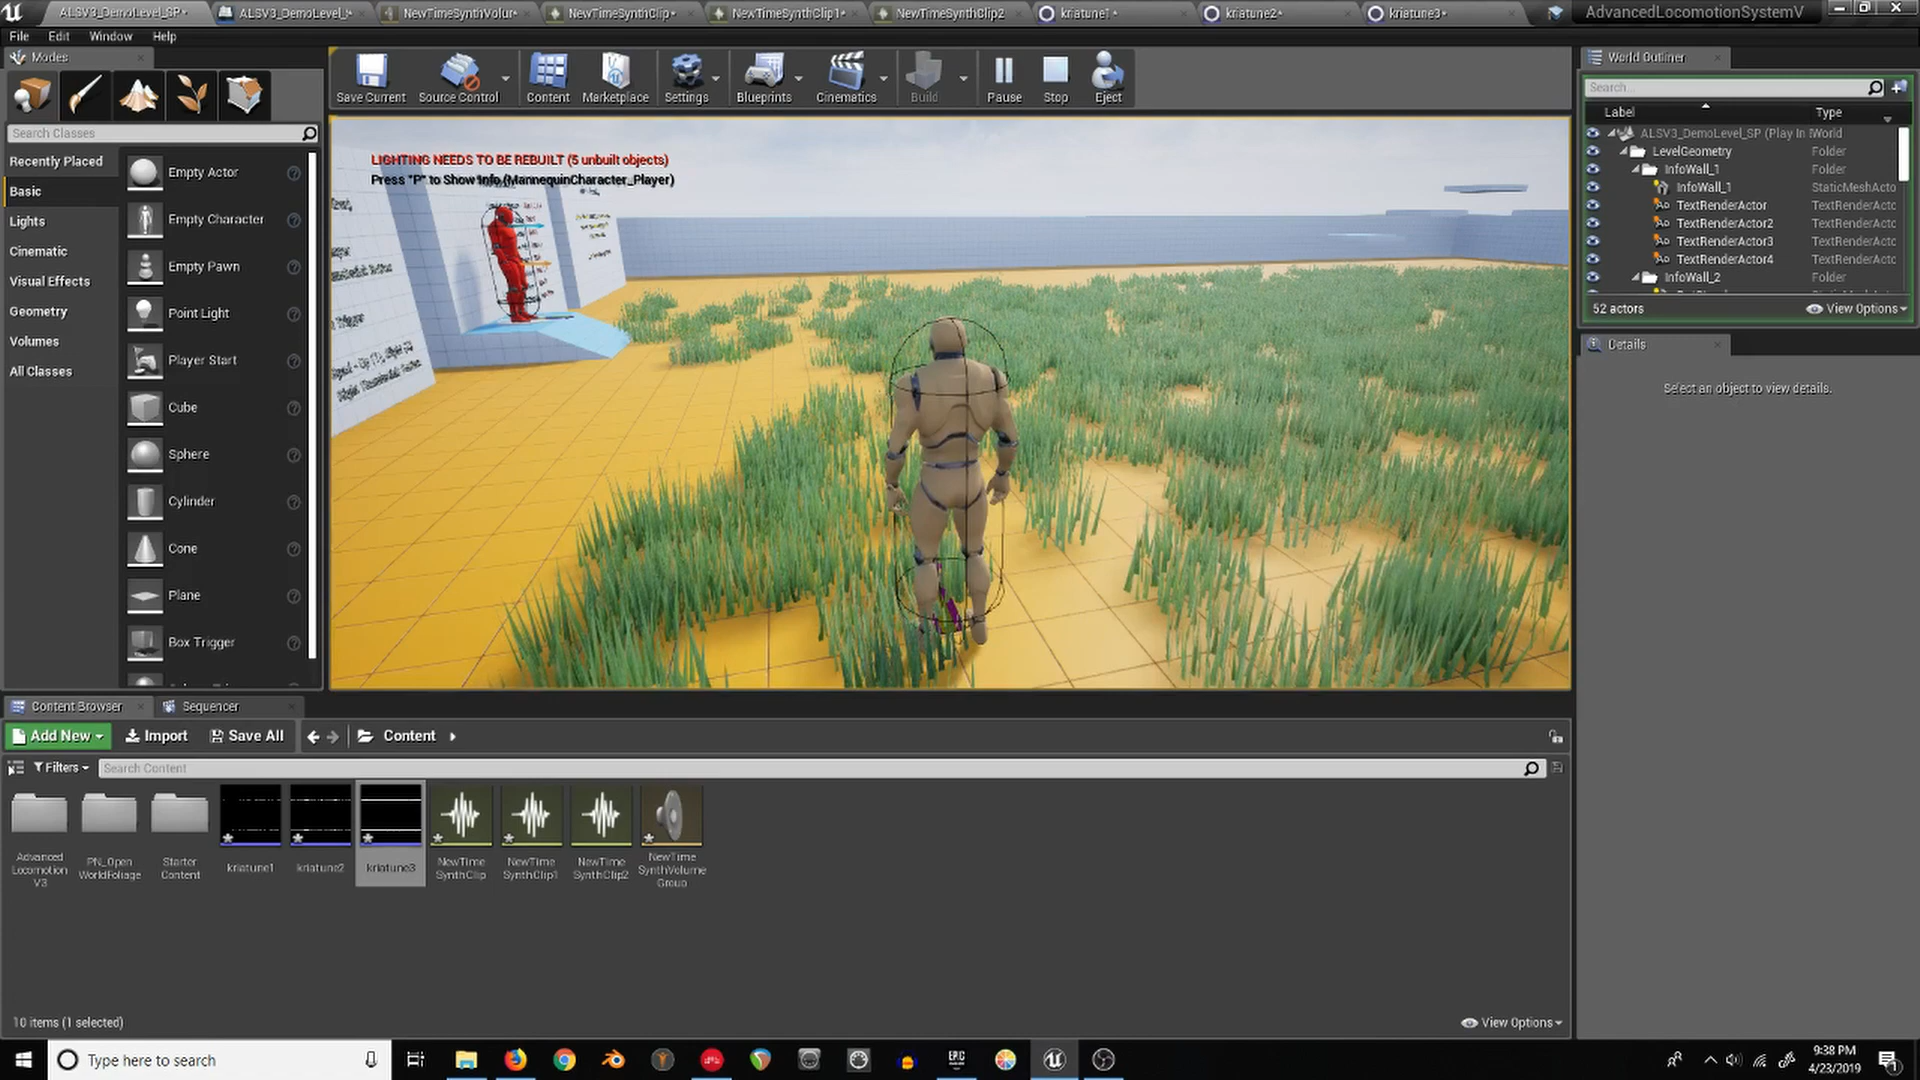 ALSV3_DemoLevel_SP*
ALSV3_DemoLevel_*
NewTimeSynthVolur*
NewTimeSynthClip*
NewTimeSynthClip1*
NewTimeSynthClip2
kriatune1*
kriatune2*
kriatune3*
AdvancedLocomotionSystemV
File Edit Window Help
Modes
Search Classes
Recently Placed
Basic
Lights
Cinematic
Visual Effects
Geometry
Volumes
All Classes
Empty Actor
Empty Character
Empty Pawn
Point Light
Player Start
Cube
Sphere
Cylinder
Cone
Plane
Box Trigger
Save Current
Source Control
Content
Marketplace
Settings
Blueprints
Cinematics
Build
Pause
Stop
Eject
LIGHTING NEEDS TO BE REBUILT (5 unbuilt objects)
Press "P" to Show Info (MannequinCharacter_Player)
World Outliner
Search...
Label Type
ALSV3_DemoLevel_SP (Play In World
LevelGeometry Folder
InfoWall_1 Folder
InfoWall_1 StaticMeshActo
TextRenderActor TextRenderActo
TextRenderActor2 TextRenderActo
TextRenderActor3 TextRenderActo
TextRenderActor4 TextRenderActo
InfoWall_2 Folder
52 actors
View Options
Details
Select an object to view details.
Content Browser
Sequencer
Add New
Import
Save All
Content
Filters
Search Content
Advanced
Locomotion
V3
PN_Open
WorldFoliage
Starter
Content
kriatune1
kriatune2
kriatune3
NewTime
SynthClip
NewTime
SynthClip1
NewTime
SynthClip2
NewTime
SynthVolume
Group
10 items (1 selected)
View Options
Type here to search
EPIC
9:38 PM
4/23/2019
1